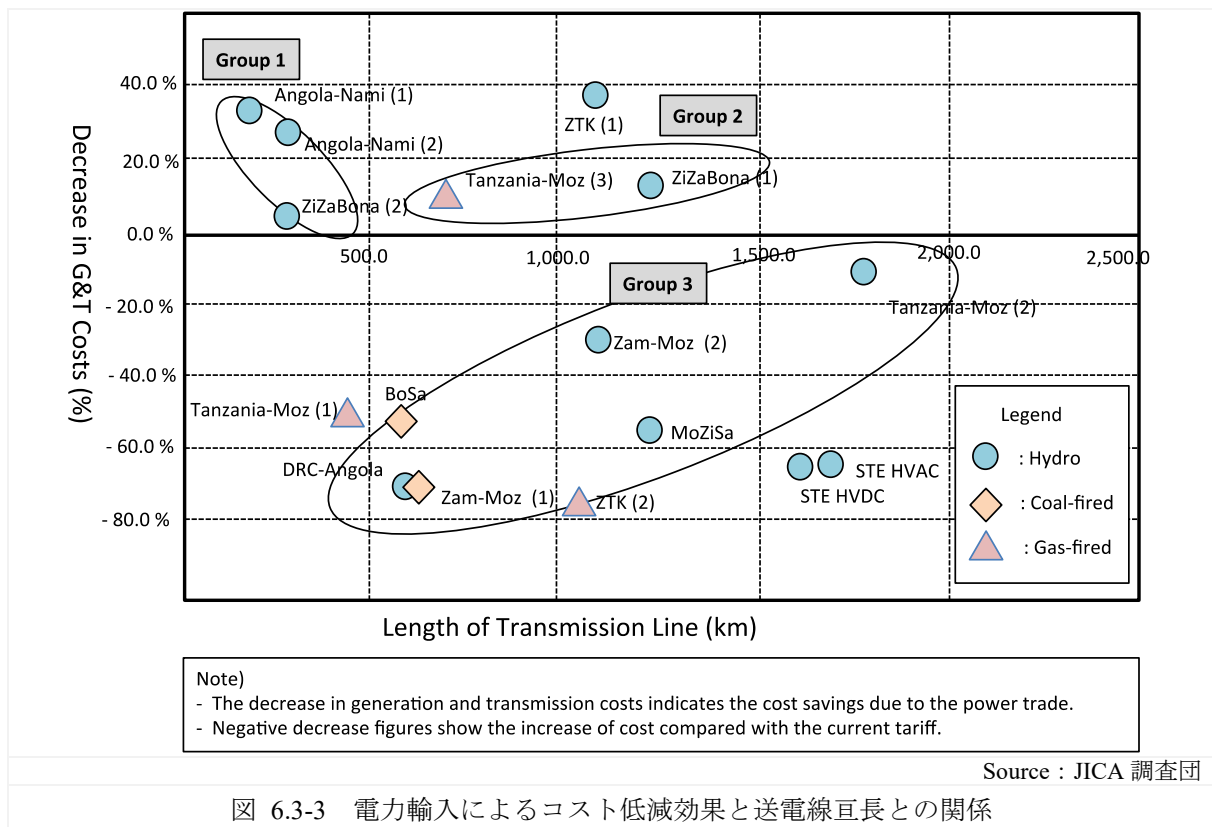 Group 1
40.0 %
Angola-Nami (1)
ZTK (1)
Group 2
Angola-Nami (2)
20.0 %
Tanzania-Moz (3)
ZiZaBona (1)
ZiZaBona (2)
0.0 %
500.0
1,000.0
1,500.0
2,000.0
2,500.0
Group 3
- 20.0 %
Tanzania-Moz (2)
Zam-Moz (2)
- 40.0 %
BoSa
Tanzania-Moz (1)
MoZiSa
- 60.0 %
DRC-Angola
STE HVAC
STE HVDC
Zam-Moz (1)
ZTK (2)
- 80.0 %
Decrease in G&T Costs (%)
Legend
: Hydro
: Coal-fired
: Gas-fired
Length of Transmission Line (km)
Note)
- The decrease in generation and transmission costs indicates the cost savings due to the power trade.
- Negative decrease figures show the increase of cost compared with the current tariff.
Source：JICA 調査団
図 6.3-3 電力輸入によるコスト低減効果と送電線亘長との関係